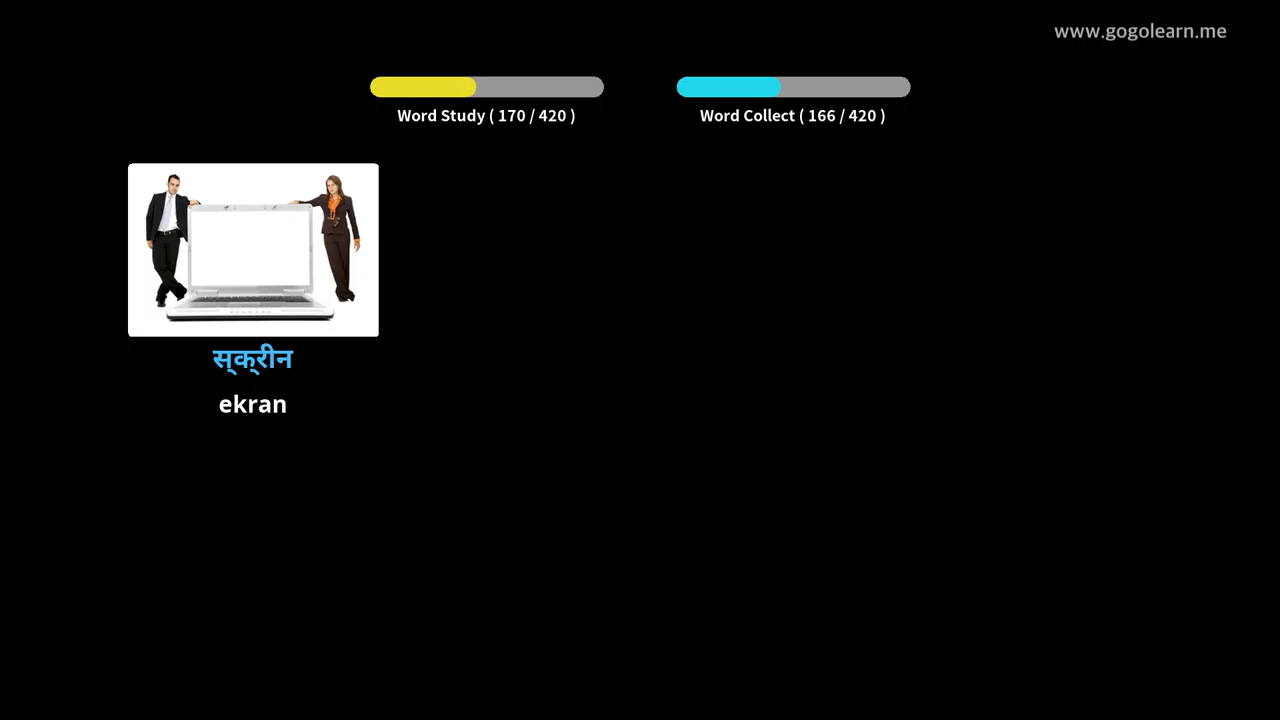 www.gogolearn.me
Word Study ( 170 / 420 )
Word Collect ( 166 / 420 )
स्क्रीन
ekran